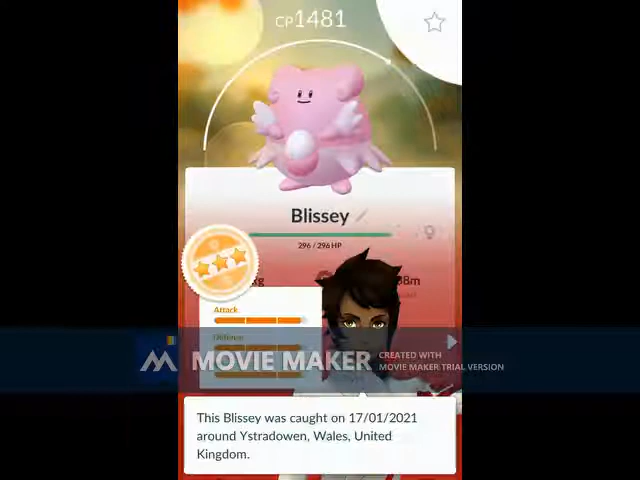 CP1481
Blissey
296 / 296 HP
Attack
Defense
MOVIE MAKER
CREATED WITH
MOVIE MAKER TRIAL VERSION
This Blissey was caught on 17/01/2021
around Ystradowen, Wales, United
Kingdom.